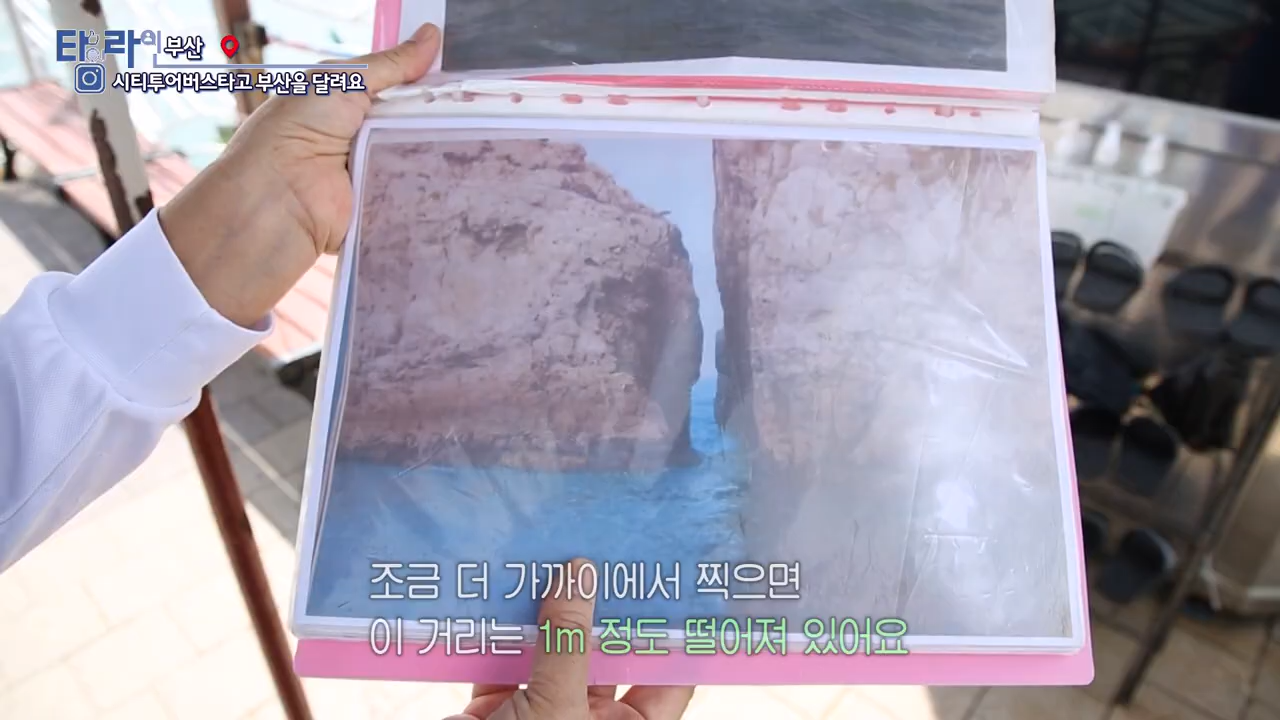 타라의 부산
시티투어버스타고 부산을 달려요
조금 더 가까이에서 찍으면
이 거리는 1m 정도 떨어져 있어요